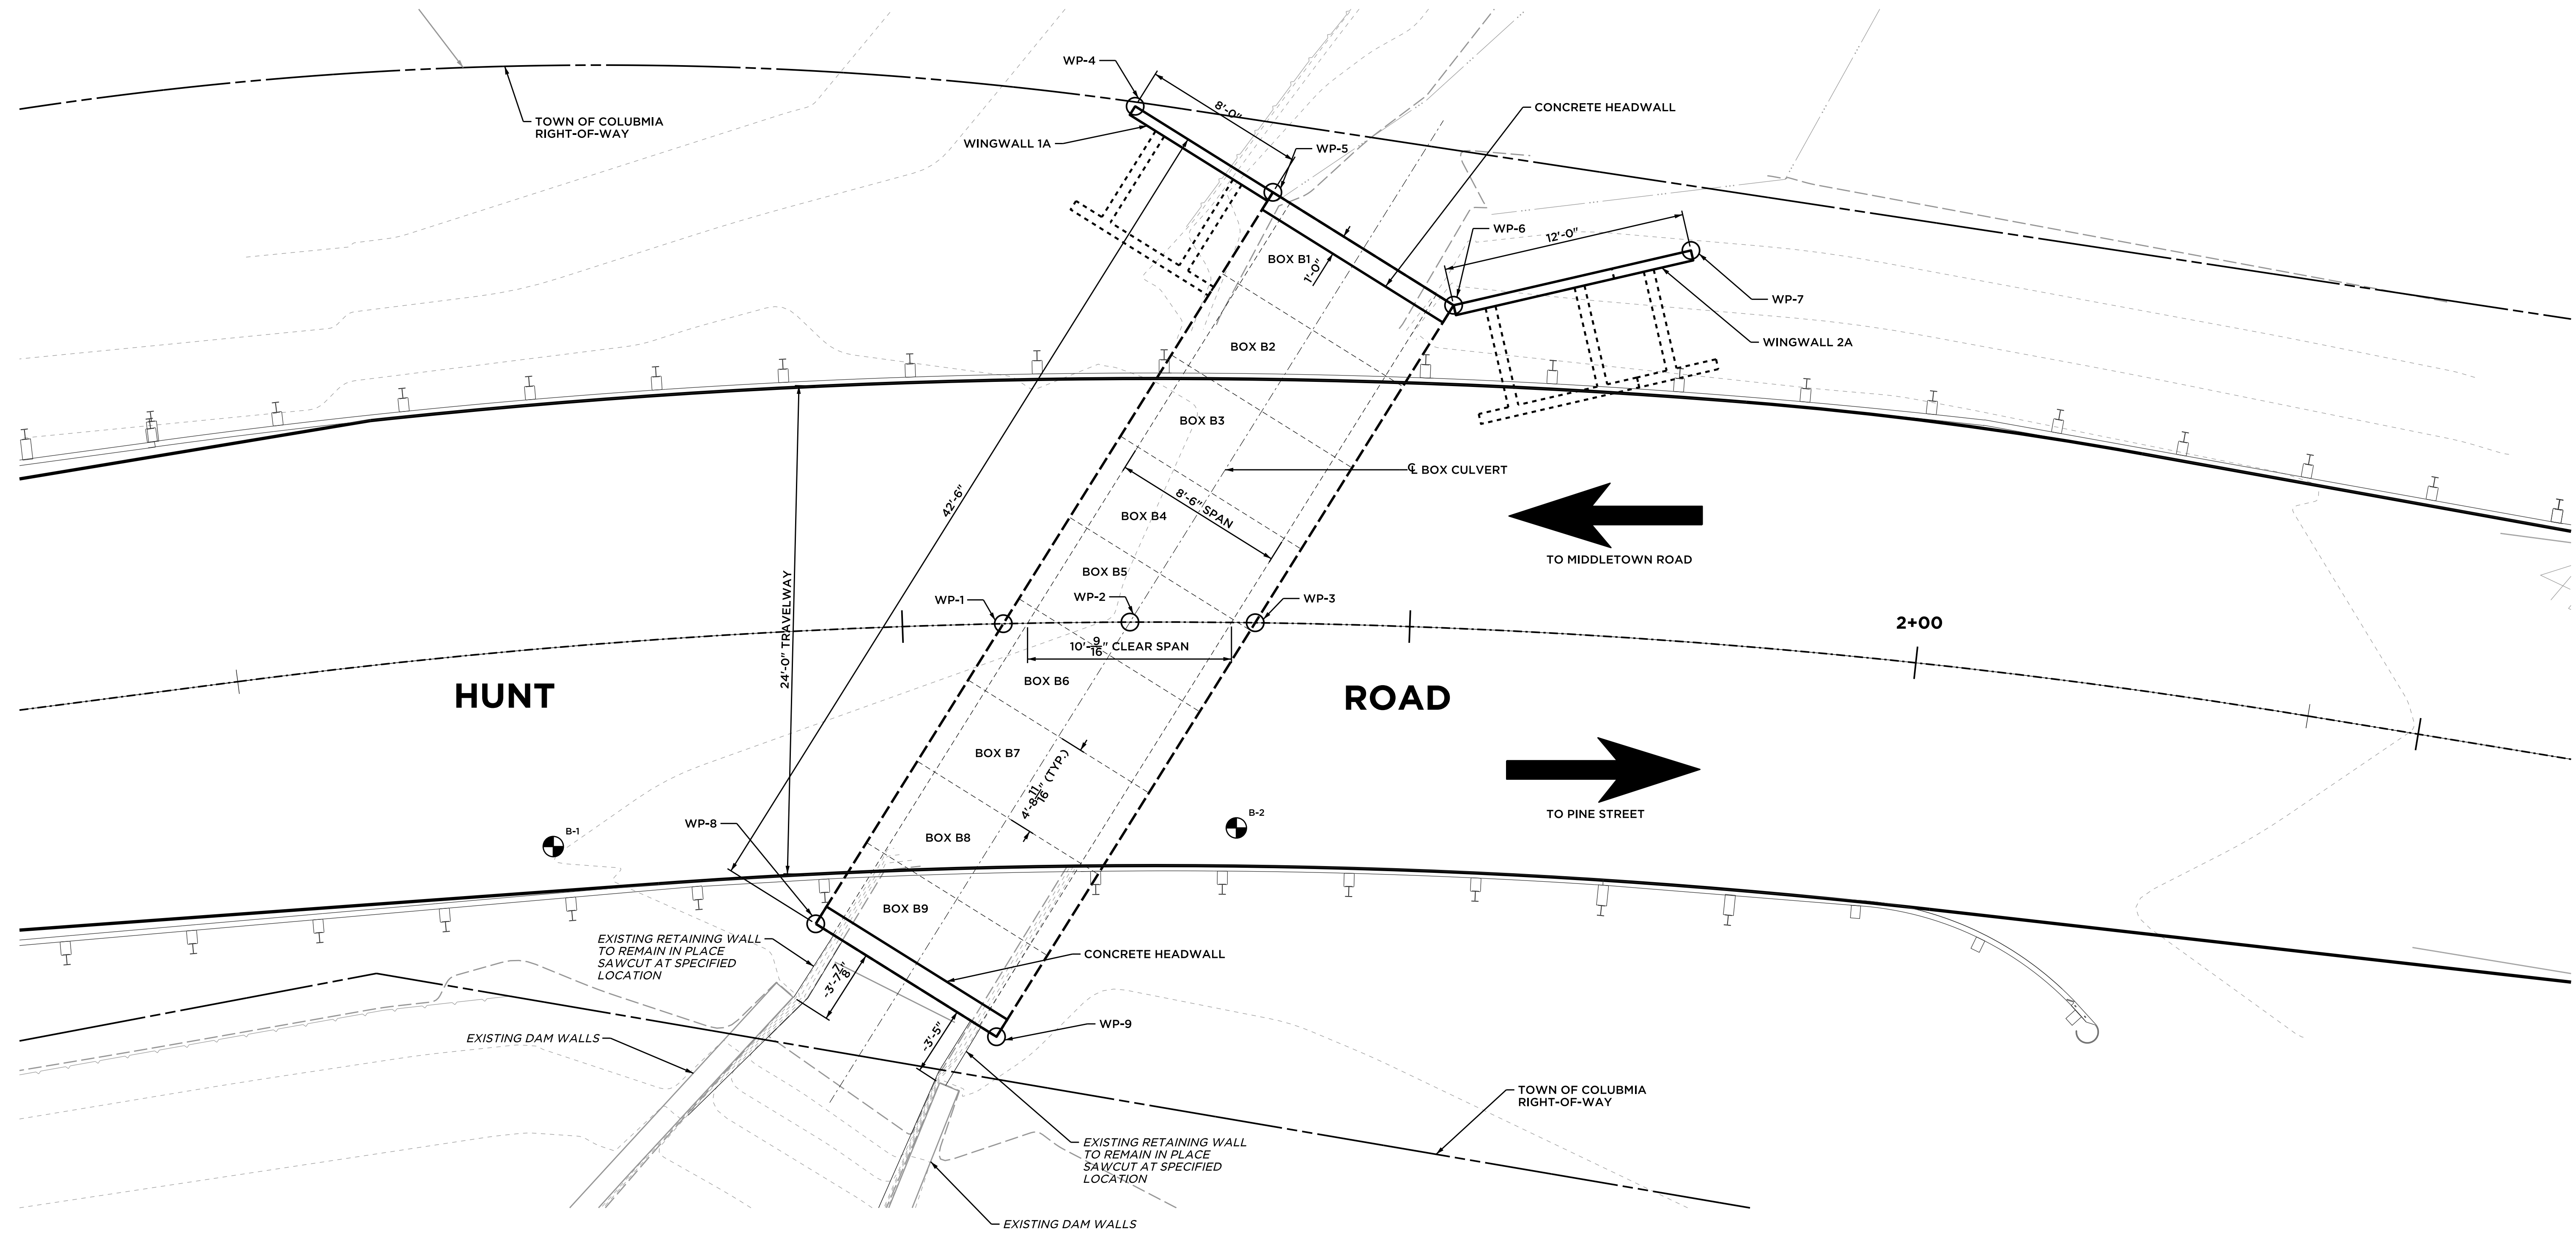 WP-4
8'-0"
CONCRETE HEADWALL
TOWN OF COLUBMIA
RIGHT-OF-WAY
WINGWALL 1A
WP-5
WP-6
12'-0"
BOX B1
1'-0"
WP-7
WINGWALL 2A
BOX B2
BOX B3
℄ BOX CULVERT
42'-6"
8'-6" SPAN
BOX B4
TO MIDDLETOWN ROAD
BOX B5
24'-0" TRAVELWAY
WP-1
WP-2
WP-3
2+00
10'-9/16" CLEAR SPAN
BOX B6
HUNT
ROAD
BOX B7
4'-8 11/16" (TYP.)
TO PINE STREET
WP-8
B-1
B-2
BOX B8
BOX B9
EXISTING RETAINING WALL
TO REMAIN IN PLACE
SAWCUT AT SPECIFIED
LOCATION
~3'-7 7/8"
CONCRETE HEADWALL
WP-9
~3'-5"
EXISTING DAM WALLS
TOWN OF COLUBMIA
RIGHT-OF-WAY
EXISTING RETAINING WALL
TO REMAIN IN PLACE
SAWCUT AT SPECIFIED
LOCATION
EXISTING DAM WALLS